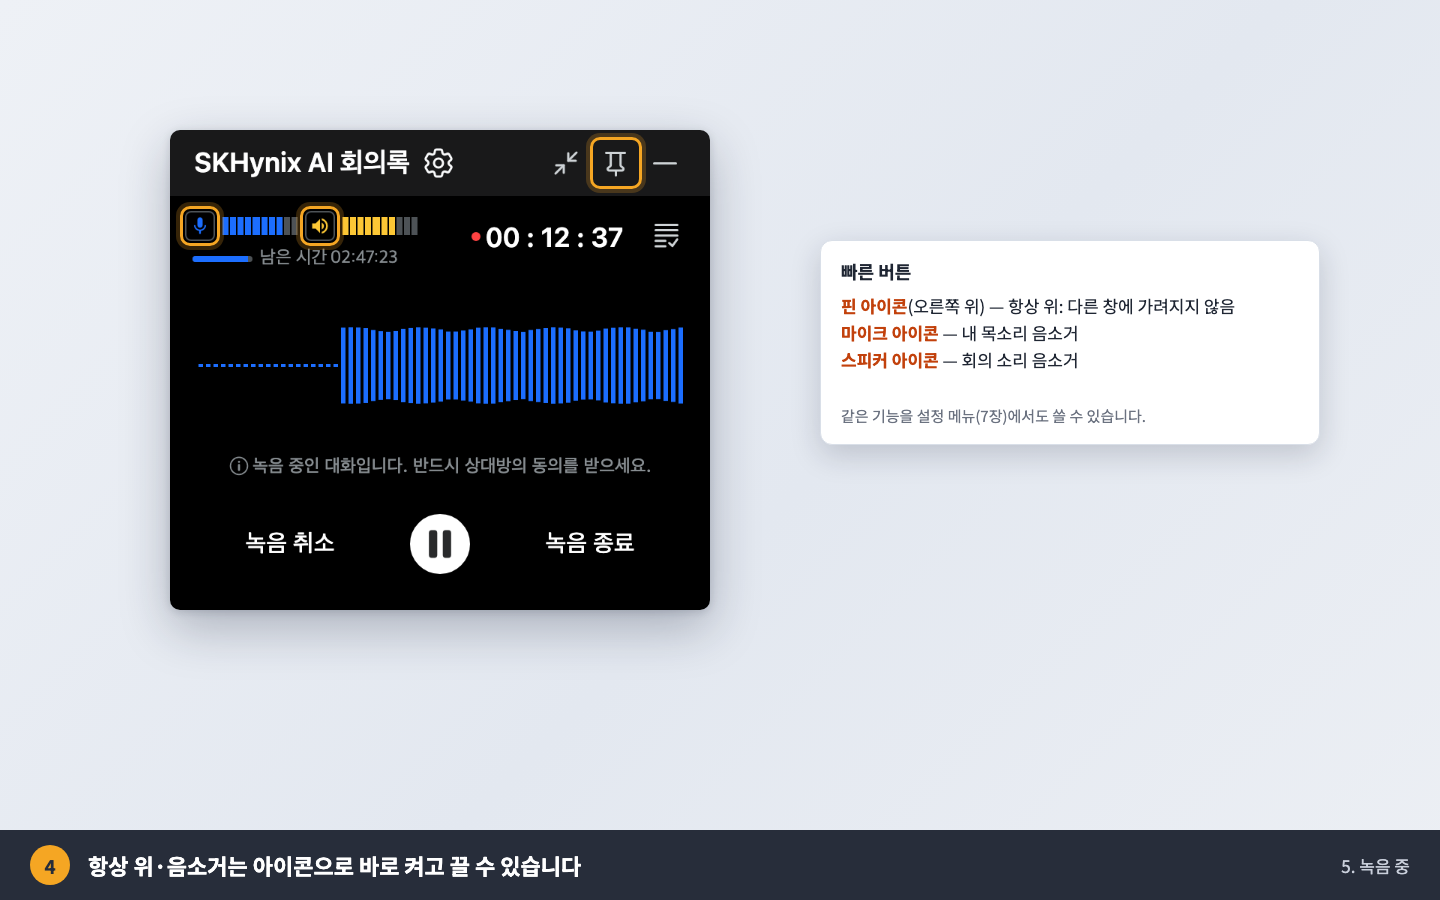 SKHynix AI 회의록
남은 시간 02:47:23
00 : 12 : 37
녹음 중인 대화입니다. 반드시 상대방의 동의를 받으세요.
녹음 취소
녹음 종료
빠른 버튼
핀 아이콘(오른쪽 위) — 항상 위: 다른 창에 가려지지 않음
마이크 아이콘 — 내 목소리 음소거
스피커 아이콘 — 회의 소리 음소거
같은 기능을 설정 메뉴(7장)에서도 쓸 수 있습니다.
4
항상 위·음소거는 아이콘으로 바로 켜고 끌 수 있습니다
5. 녹음 중